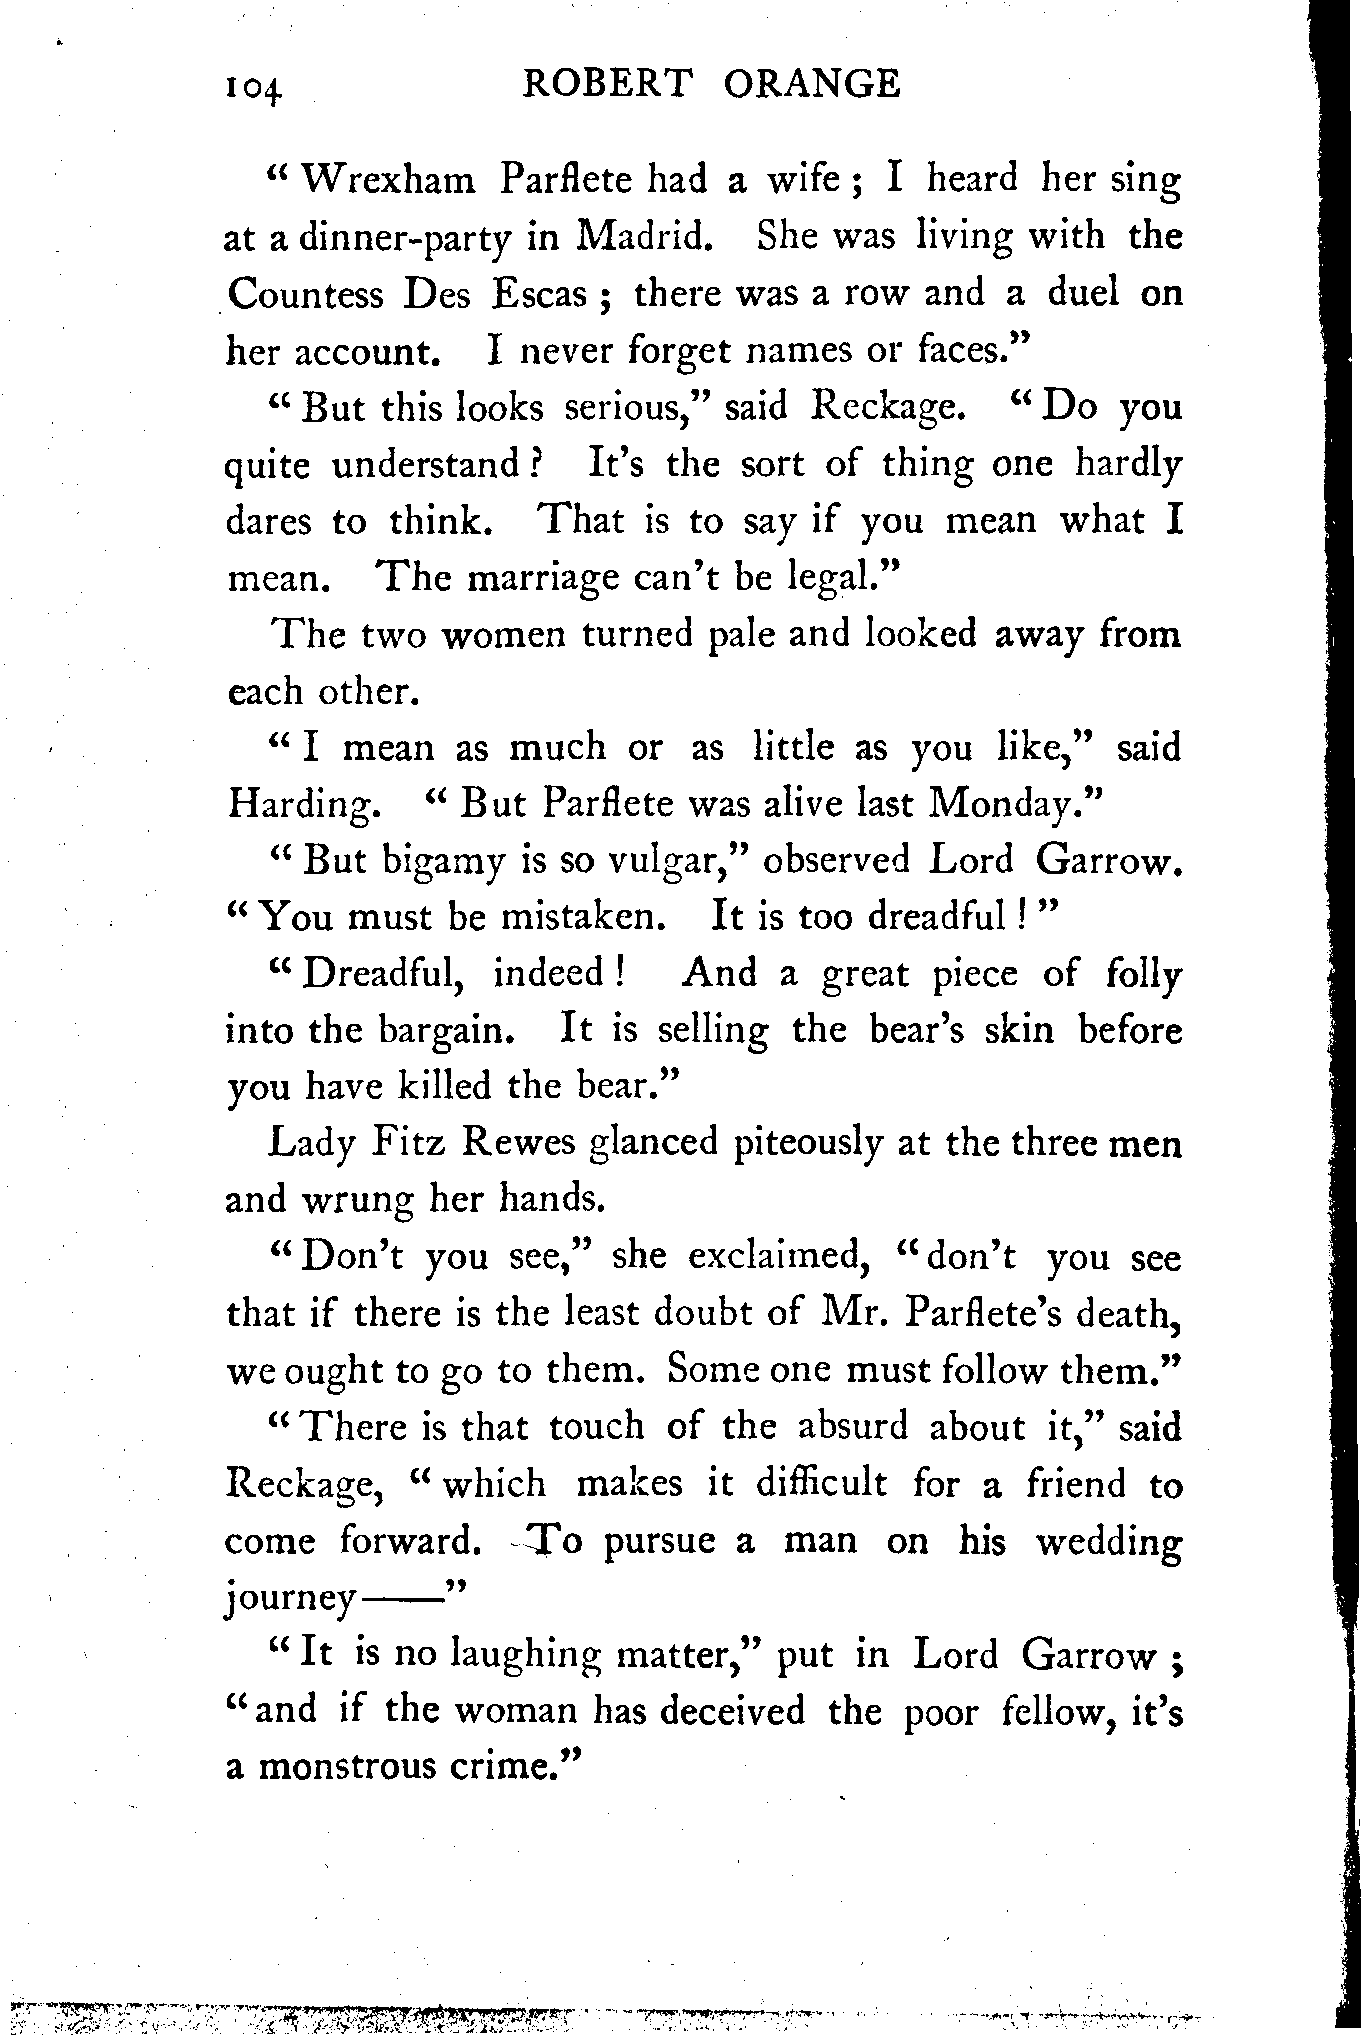 104 ROBERT ORANGE
“ Wrexham Parflete had a wife ; I heard her sing
at a dinner-party in Madrid. She was living with the
Countess Des Escas ; there was a row and a duel on
her account. I never forget names or faces.”
“ But this looks serious,” said Reckage. “ Do you
quite understand ? It’s the sort of thing one hardly
dares to think. That is to say if you mean what I
mean. The marriage can’t be legal.”
The two women turned pale and looked away from
each other.
“ I mean as much or as little as you like,” said
Harding. “ But Parflete was alive last Monday.”
“ But bigamy is so vulgar,” observed Lord Garrow.
“ You must be mistaken. It is too dreadful ! ”
“ Dreadful, indeed ! And a great piece of folly
into the bargain. It is selling the bear’s skin before
you have killed the bear.”
Lady Fitz Rewes glanced piteously at the three men
and wrung her hands.
“ Don’t you see,” she exclaimed, “ don’t you see
that if there is the least doubt of Mr. Parflete’s death,
we ought to go to them. Some one must follow them.”
“ There is that touch of the absurd about it,” said
Reckage, “ which makes it difficult for a friend to
come forward. To pursue a man on his wedding
journey——”
“ It is no laughing matter,” put in Lord Garrow ;
“ and if the woman has deceived the poor fellow, it’s
a monstrous crime.”